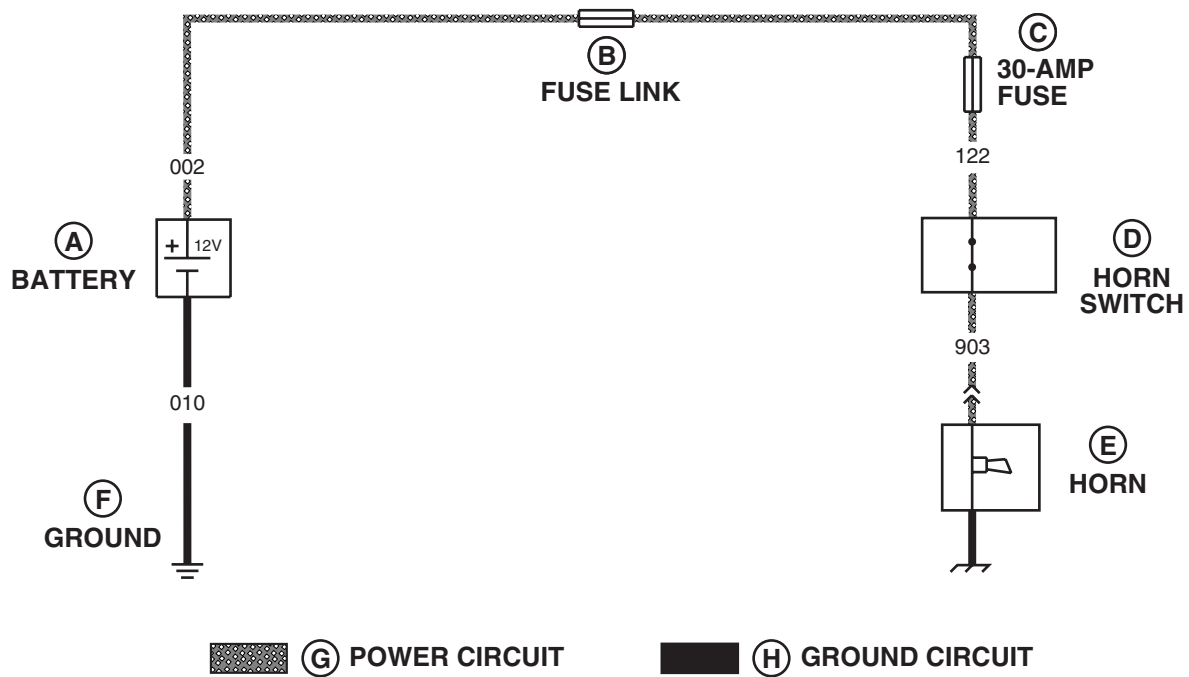 B
FUSE LINK
C
30-AMP
FUSE
002
122
A
BATTERY
+ 12V
D
HORN
SWITCH
903
010
E
HORN
F
GROUND
G POWER CIRCUIT
H GROUND CIRCUIT